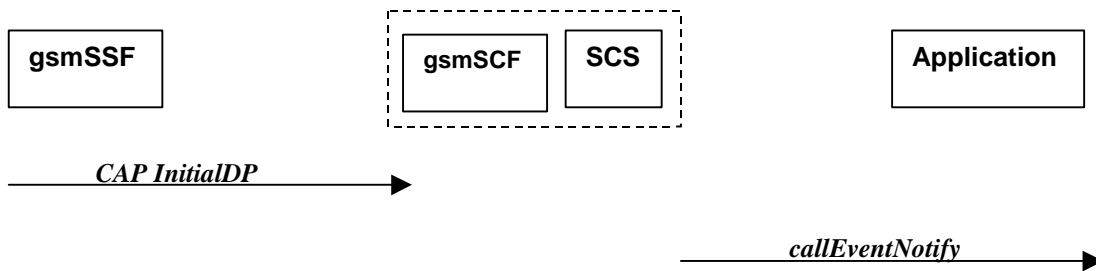 gsmSSF
gsmSCF
SCS
Application
CAP InitialDP
callEventNotify